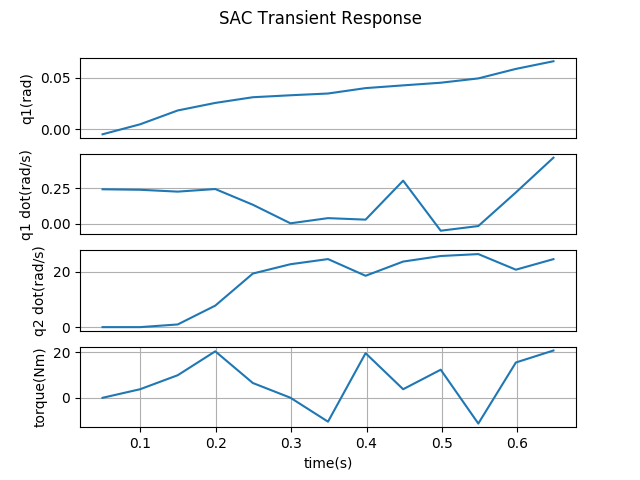 SAC Transient Response
q1(rad)
0.05
0.00
q1 dot(rad/s)
0.25
0.00
q2 dot(rad/s)
20
0
torque(Nm)
20
0
0.1 0.2 0.3 0.4 0.5 0.6
time(s)